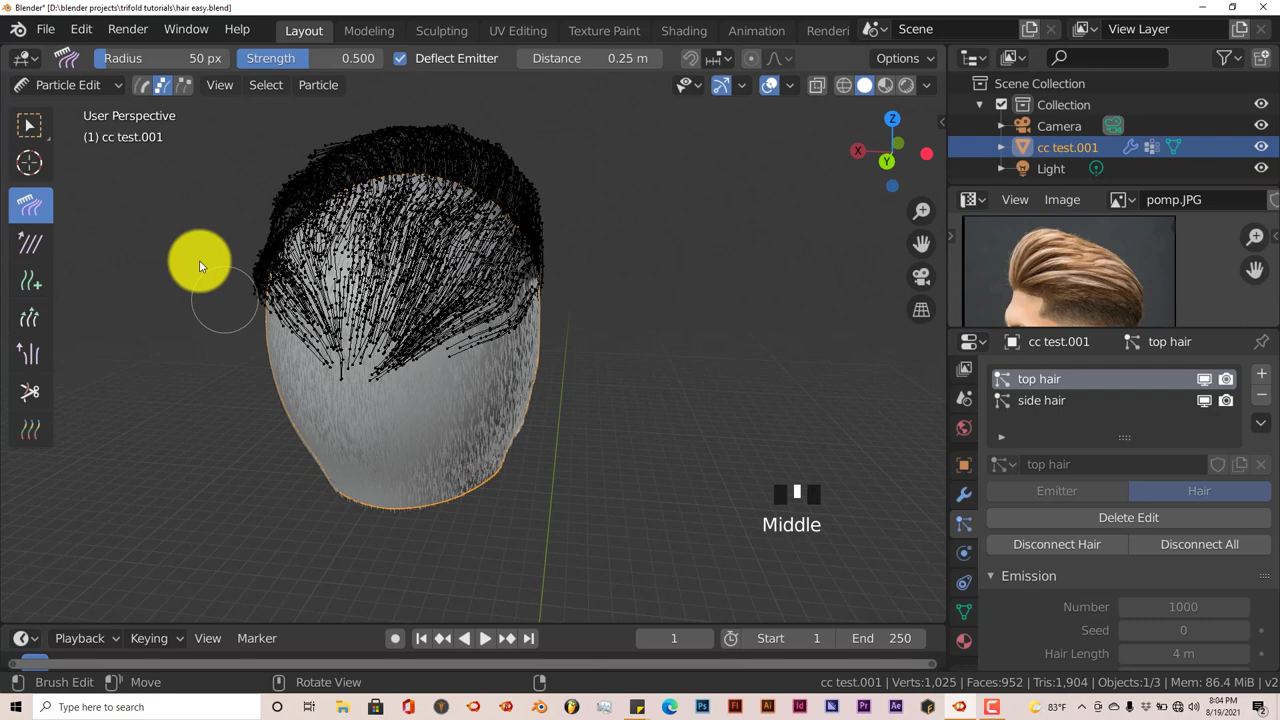 Blender* [D:\blender projects\trifold tutorials\hair easy.blend]
File Edit Render Window Help Layout Modeling Sculpting UV Editing Texture Paint Shading Animation Renderi Scene View Layer
Radius 50 px Strength 0.500 Deflect Emitter Distance 0.25 m Options
Particle Edit View Select Particle
User Perspective
(1) cc test.001
Z
X
Y
Scene Collection
Collection
Camera
cc test.001
Light
View Image pomp.JPG
cc test.001 top hair
top hair
side hair
top hair
Emitter Hair
Delete Edit
Disconnect Hair Disconnect All
Emission
Number 1000
Seed 0
Hair Length 4 m
Middle
Playback Keying View Marker 1 Start 1 End 250
Brush Edit Move Rotate View cc test.001 | Verts:1,025 | Faces:952 | Tris:1,904 | Objects:1/3 | Mem: 86.4 MiB | v2
Type here to search
83°F
8:04 PM
8/19/2021